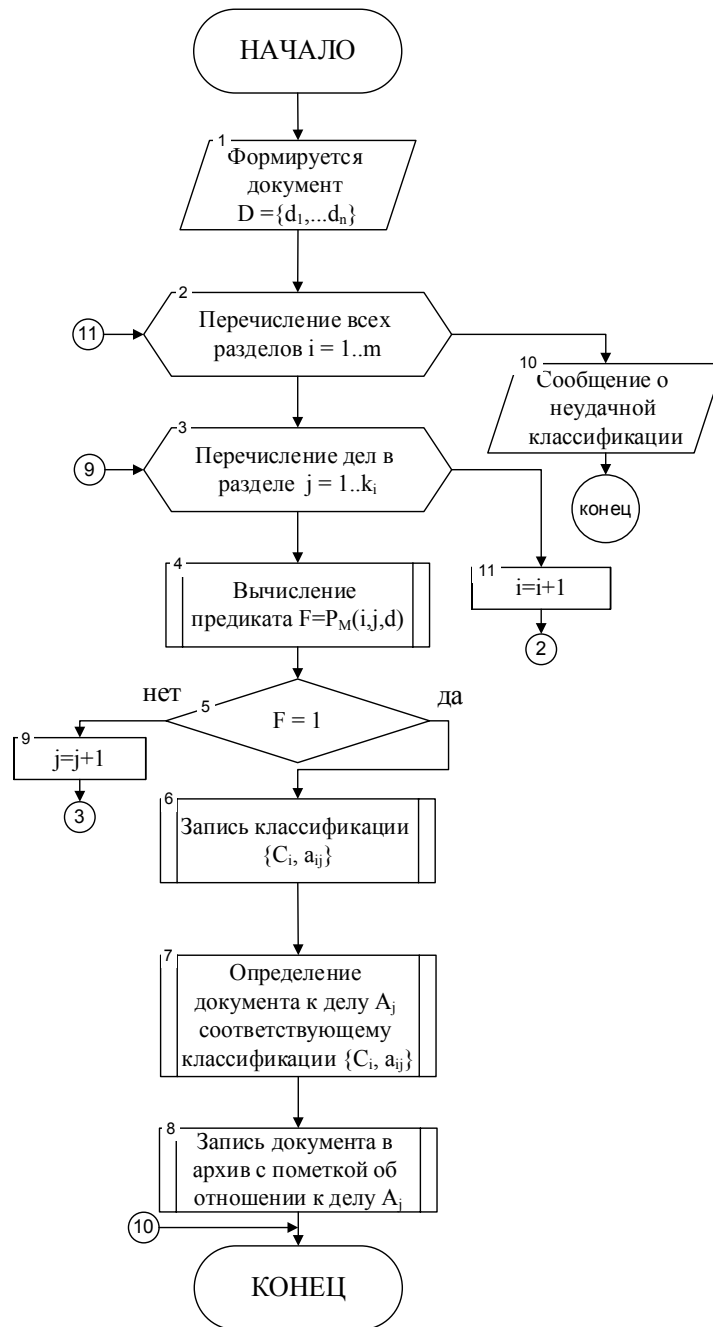 НАЧАЛО
1
Формируется
документ
D ={d₁,...dₙ}
2
Перечисление всех
разделов i = 1..m
11
10
Сообщение о
неудачной
классификации
конец
3
Перечисление дел в
разделе j = 1..kᵢ
9
11
i=i+1
2
4
Вычисление
предиката F=P_M(i,j,d)
нет
5
F = 1
да
9
j=j+1
3
6
Запись классификации
{Cᵢ, aᵢⱼ}
7
Определение
документа к делу Aⱼ
соответствующему
классификации {Cᵢ, aᵢⱼ}
8
Запись документа в
архив с пометкой об
отношении к делу Aⱼ
10
КОНЕЦ